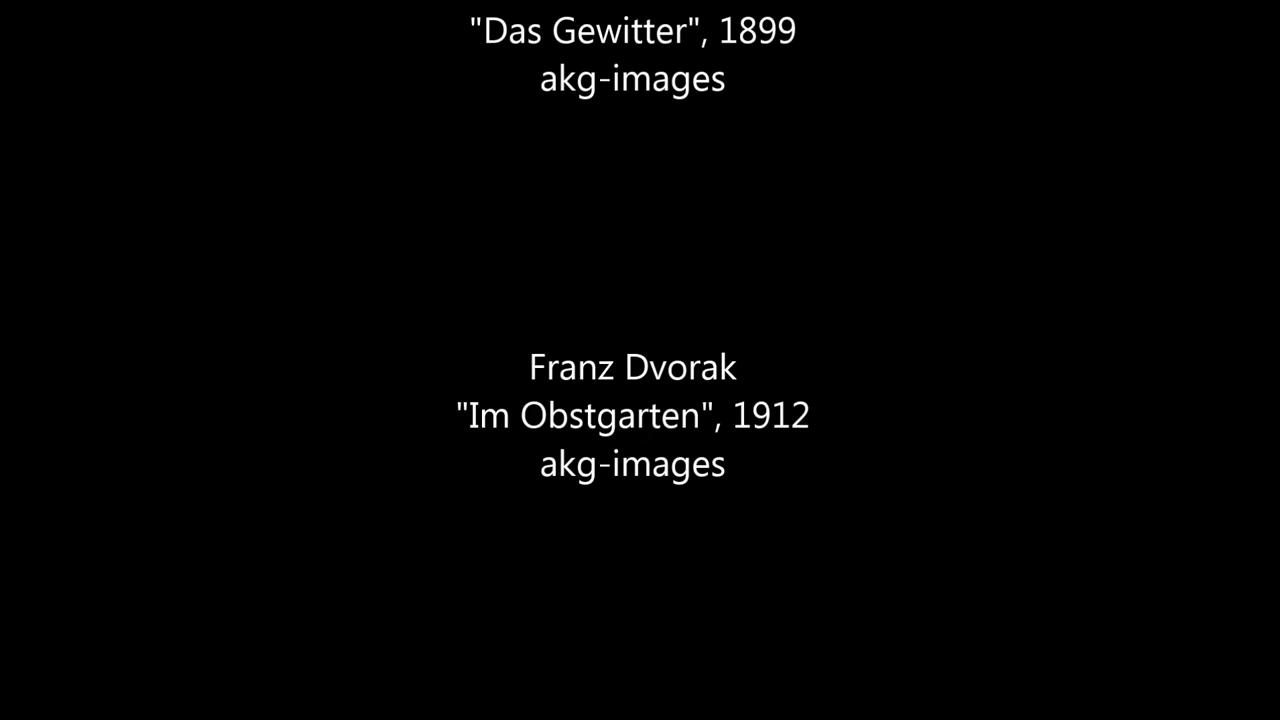 "Das Gewitter", 1899
akg-images
Franz Dvorak
"Im Obstgarten", 1912
akg-images